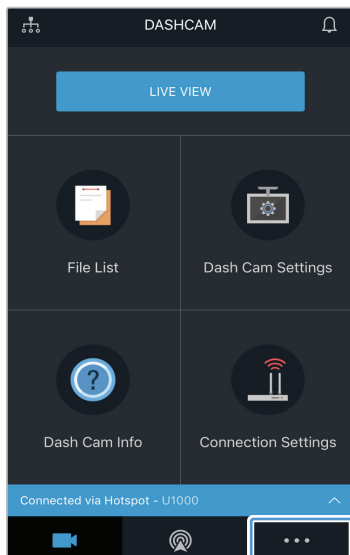 DASHCAM
LIVE VIEW
File List
Dash Cam Settings
?
Dash Cam Info
Connection Settings
Connected via Hotspot - U1000